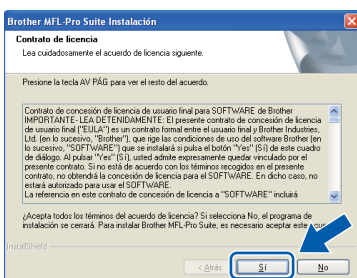 Brother MFL-Pro Suite Instalación
Contrato de licencia
Lea cuidadosamente el acuerdo de licencia siguiente.
Presione la tecla AV PÁG para ver el resto del acuerdo.
Contrato de concesión de licencia de usuario final para SOFTWARE de Brother
IMPORTANTE- LEA DETENIDAMENTE: El presente contrato de concesión de licencia
de usuario final ("EULA") es un contrato formal entre el usuario final y Brother Industries,
Ltd. (en lo sucesivo, "BROTHER"), que rige las condiciones de uso del software Brother (en
lo sucesivo, "SOFTWARE") que se instalará si pulsa el botón "Yes" (Sí) de este cuadro
de diálogo. Al pulsar "Yes" (Sí), usted admite expresamente quedar vinculado por el
presente contrato. Si no está de acuerdo con los términos recogidos en el presente
contrato, no obtendrá la concesión de licencia para el SOFTWARE. En dicho caso, no
estará autorizado para usar el SOFTWARE.
La referencia en este contrato de concesión de licencia a "SOFTWARE" incluirá
¿Acepta todos los términos del acuerdo de licencia? Si selecciona No, el programa de
instalación se cerrará. Para instalar Brother MFL-Pro Suite, es necesario aceptar este
InstallShield
< Atrás
Sí
No